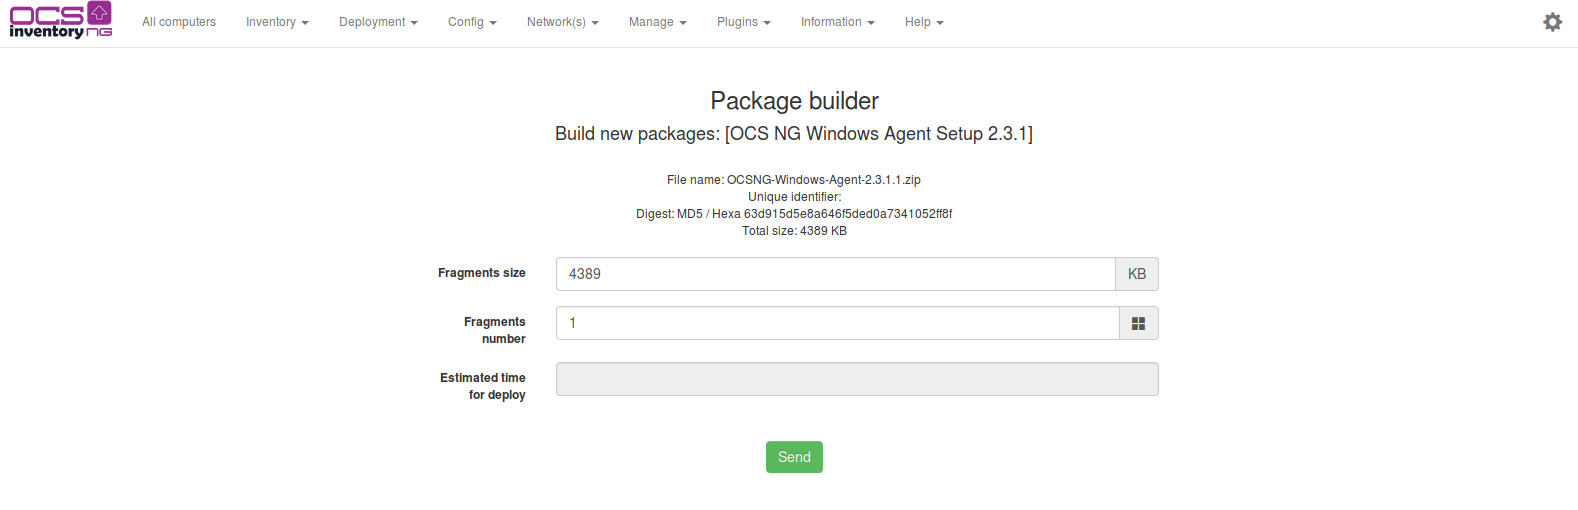 OCS
inventory NG
All computers
Inventory
Deployment
Config
Network(s)
Manage
Plugins
Information
Help
Package builder
Build new packages: [OCS NG Windows Agent Setup 2.3.1]
File name: OCSNG-Windows-Agent-2.3.1.1.zip
Unique identifier:
Digest: MD5 / Hexa 63d915d5e8a646f5ded0a7341052ff8f
Total size: 4389 KB
Fragments size
4389
KB
Fragments
number
1
Estimated time
for deploy
Send